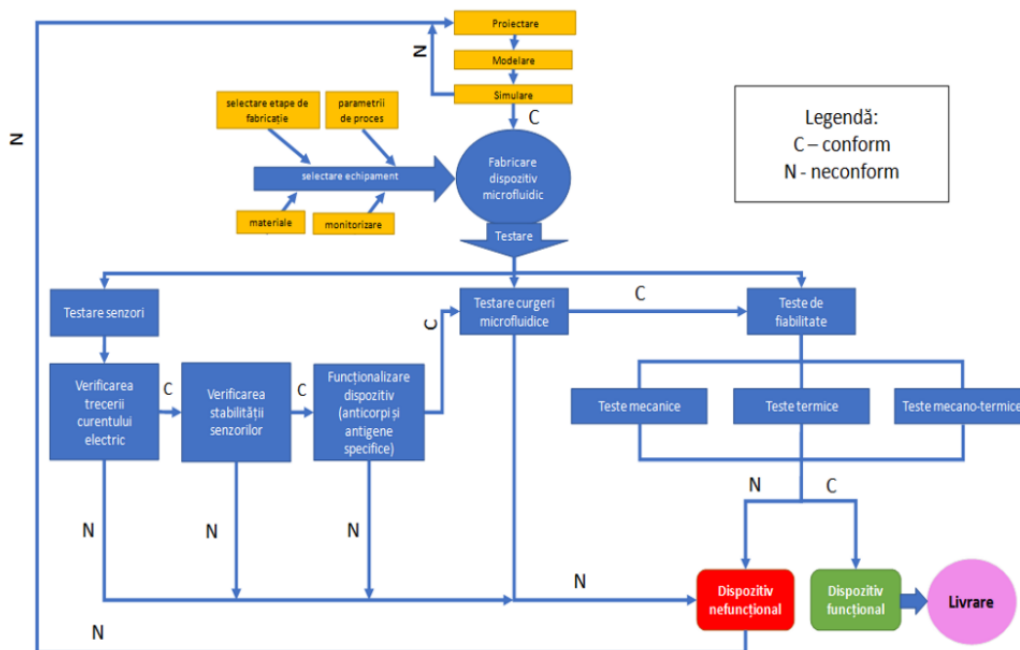 Proiectare
N
Modelare
Simulare
C
selectare etape de
fabricație
parametrii
de proces
selectare echipament
materiale
monitorizare
Fabricare
dispozitiv
microfluidic
Legendă:
C – conform
N - neconform
N
Testare
Testare senzori
Testare curgeri
microfluidice
C
Teste de
fiabilitate
C
Verificarea
trecerii
curentului
electric
C
Verificarea
stabilității
senzorilor
C
Funcționalizare
dispozitiv
(anticorpi și
antigene
specifice)
Teste mecanice
Teste termice
Teste mecano-termice
N
N
N
N
C
N
Dispozitiv
nefuncțional
Dispozitiv
funcțional
Livrare
N